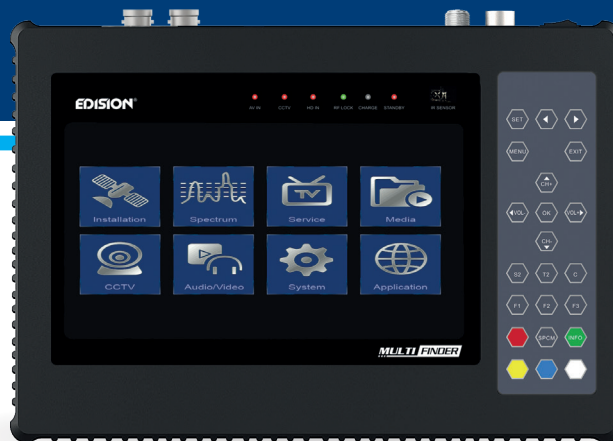 EDISION®
AV IN CCTV HD IN RF LOCK CHARGE STANDBY IR SENSOR
TV
Installation Spectrum Service Media
CCTV Audio/Video System Application
MULTI FINDER
SET
MENU EXIT
CH+
VOL- OK VOL+
CH-
S2 T2 C
F1 F2 F3
SPCM INFO